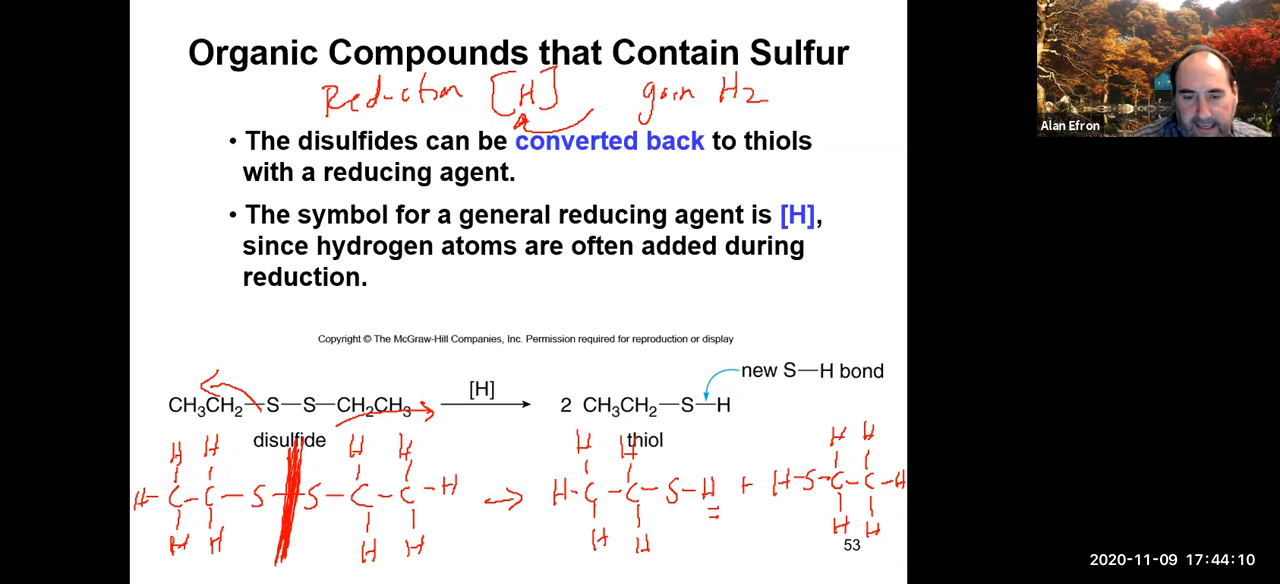 Organic Compounds that Contain Sulfur
Reduction [H] gain H2
Alan Efron
• The disulfides can be converted back to thiols
with a reducing agent.
• The symbol for a general reducing agent is [H],
since hydrogen atoms are often added during
reduction.
Copyright © The McGraw-Hill Companies, Inc. Permission required for reproduction or display
new S—H bond
[H]
CH₃CH₂—S—S—CH₂CH₃ → 2 CH₃CH₂—S—H
disulfide thiol
H H H H H H H H
H-C-C-S-S-C-C-H → H-C-C-S-H + H-S-C-C-H
H H H H H H H H
53
2020-11-09 17:44:10